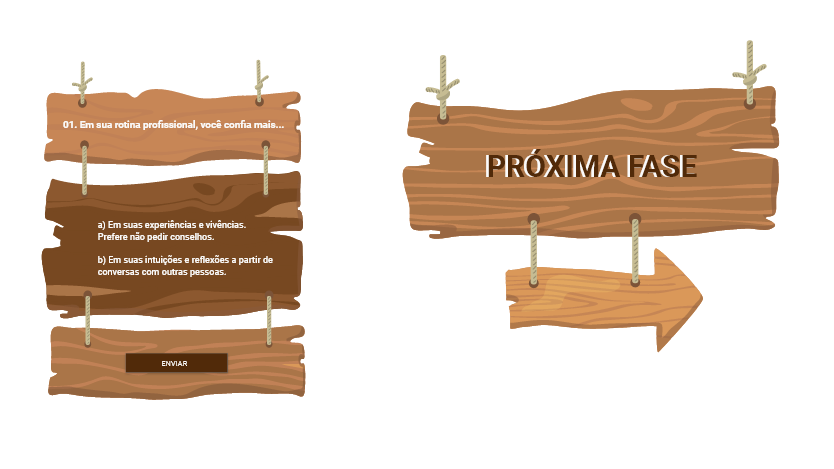 01. Em sua rotina profissional, você confia mais...
a) Em suas experiências e vivências.
Prefere não pedir conselhos.
b) Em suas intuições e reflexões a partir de
conversas com outras pessoas.
ENVIAR
PRÓXIMA FASE